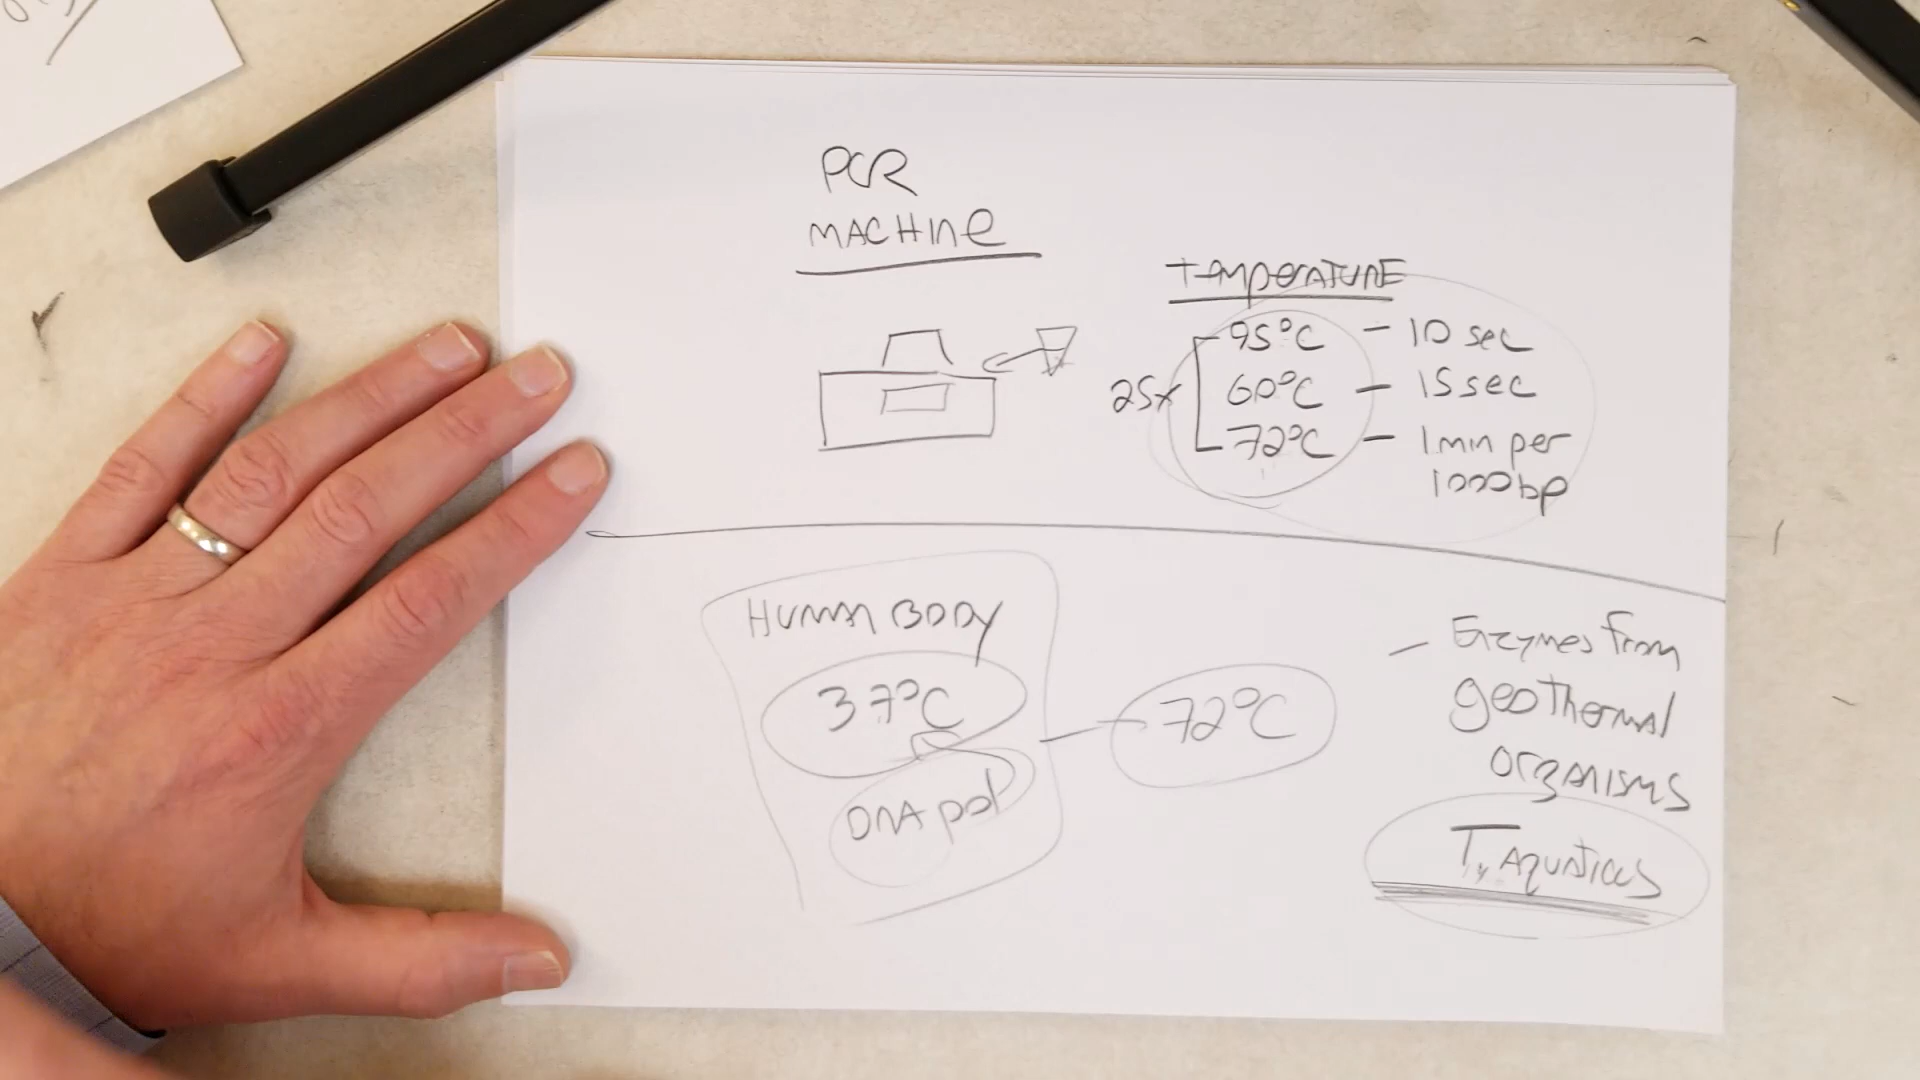 PCR
MACHINE
TEMPERATURE
25x
95°C — 10 sec
60°C — 15 sec
72°C — 1 min per
1000 bp
HUMAN BODY
37°C
DNA pol
72°C
— Enzymes from
geothermal
organisms
T. AQUATICUS